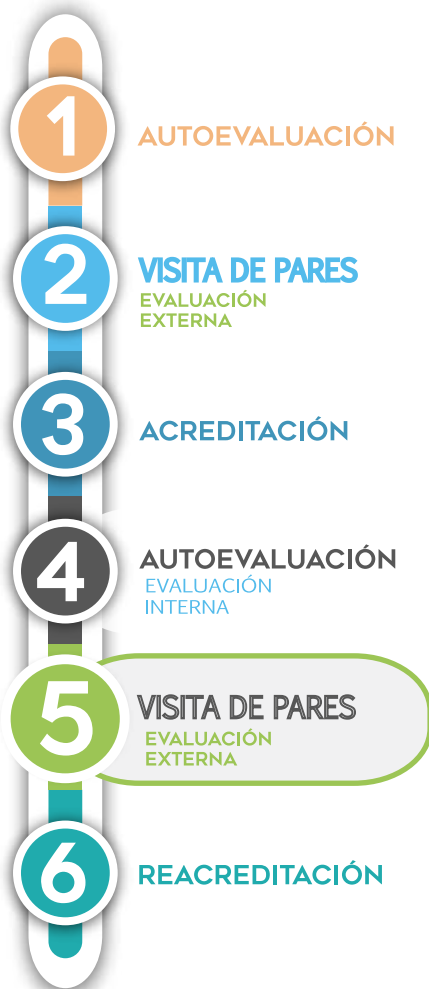 1
AUTOEVALUACIÓN
2
VISITA DE PARES
EVALUACIÓN
EXTERNA
3
ACREDITACIÓN
4
AUTOEVALUACIÓN
EVALUACIÓN
INTERNA
5
VISITA DE PARES
EVALUACIÓN
EXTERNA
6
REACREDITACIÓN